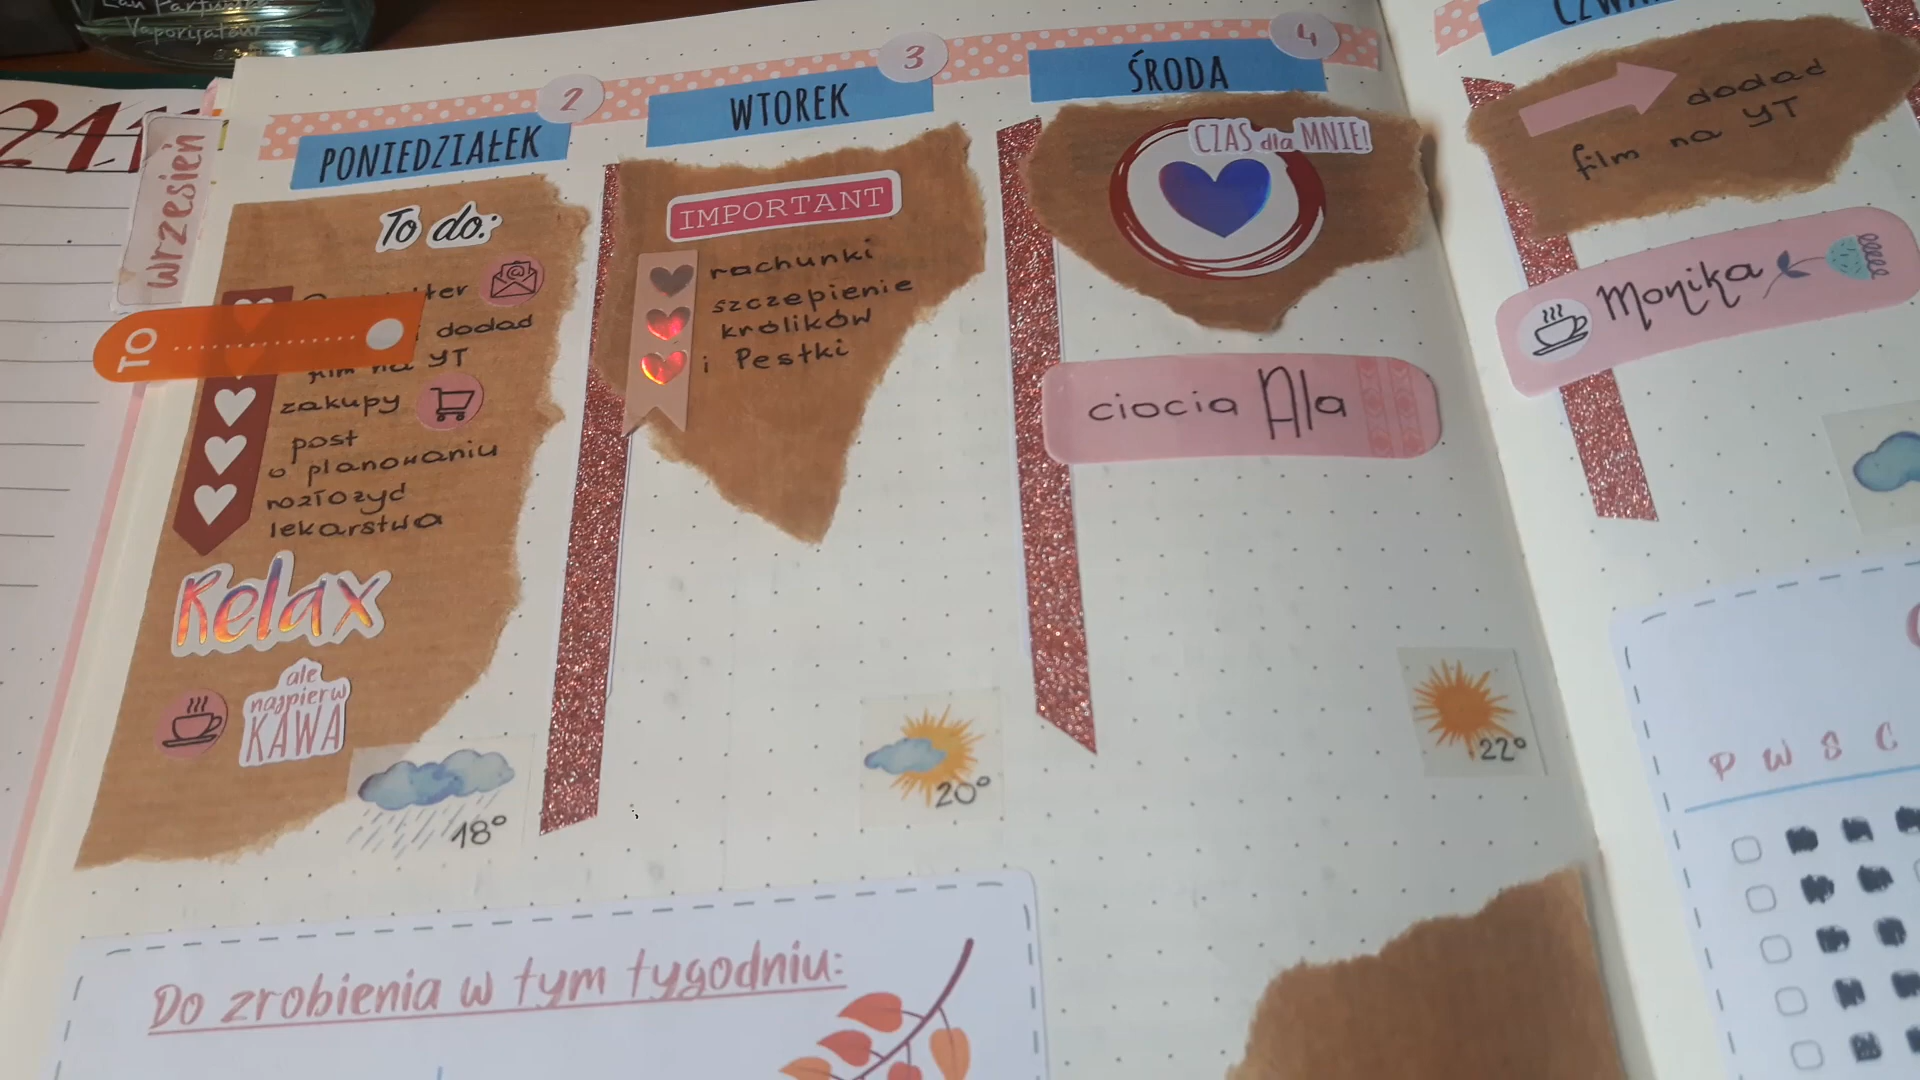 Vaporisateur
wrzesień
PONIEDZIAŁEK
2
To do:
TO
dodać
film na YT
zakupy
post
o planowaniu
rozłożyć
lekarstwa
Relax
ale
najpierw
KAWA
18°
WTOREK
3
IMPORTANT
rachunki
szczepienie
królików
i Pestki
20°
ŚRODA
4
CZAS dla MNIE!
ciocia Ala
22°
dodać
film na YT
Monika
P W S C
Do zrobienia w tym tygodniu: